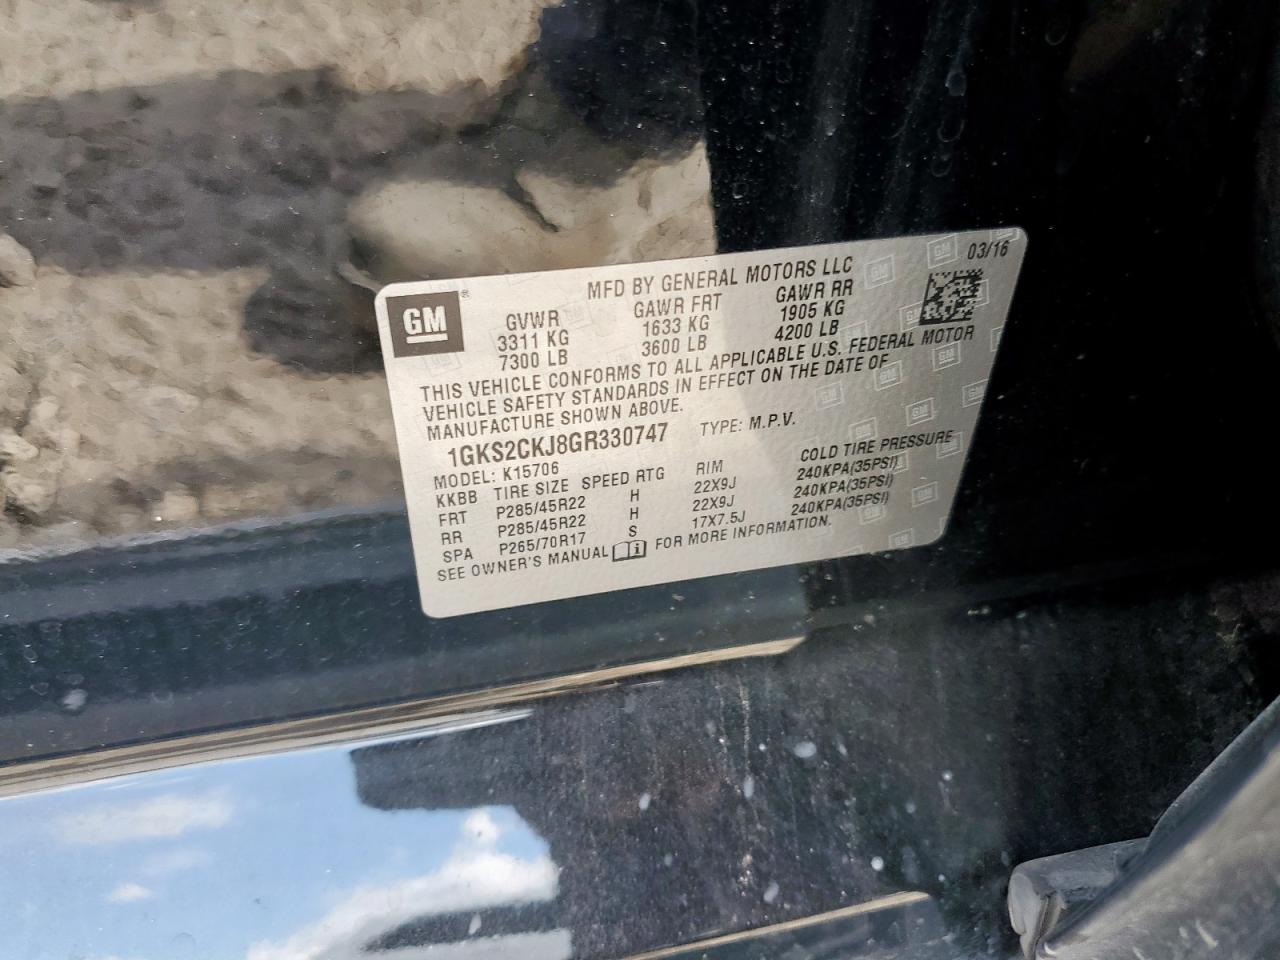 MFD BY GENERAL MOTORS LLC 03/16
GM ®
GVWR GAWR FRT GAWR RR
3311 KG 1633 KG 1905 KG
7300 LB 3600 LB 4200 LB
THIS VEHICLE CONFORMS TO ALL APPLICABLE U.S. FEDERAL MOTOR
VEHICLE SAFETY STANDARDS IN EFFECT ON THE DATE OF
MANUFACTURE SHOWN ABOVE.
1GKS2CKJ8GR330747 TYPE: M.P.V.
MODEL: K15706
KKBB TIRE SIZE SPEED RTG RIM COLD TIRE PRESSURE
FRT P285/45R22 H 22X9J 240KPA(35PSI)
RR P285/45R22 H 22X9J 240KPA(35PSI)
SPA P265/70R17 S 17X7.5J 240KPA(35PSI)
SEE OWNER'S MANUAL FOR MORE INFORMATION.